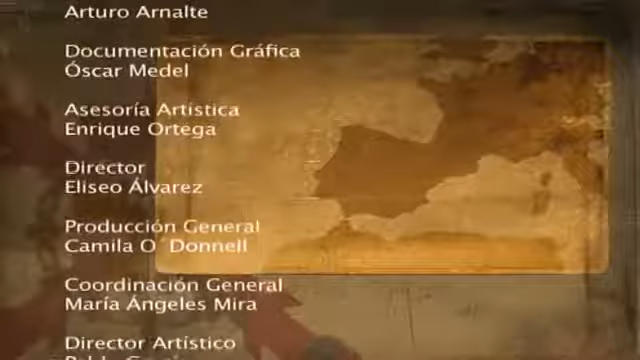 Arturo Arnalte
Documentación Gráfica
Óscar Medel
Asesoría Artística
Enrique Ortega
Director
Eliseo Álvarez
Producción General
Camila O´Donnell
Coordinación General
María Ángeles Mira
Director Artístico